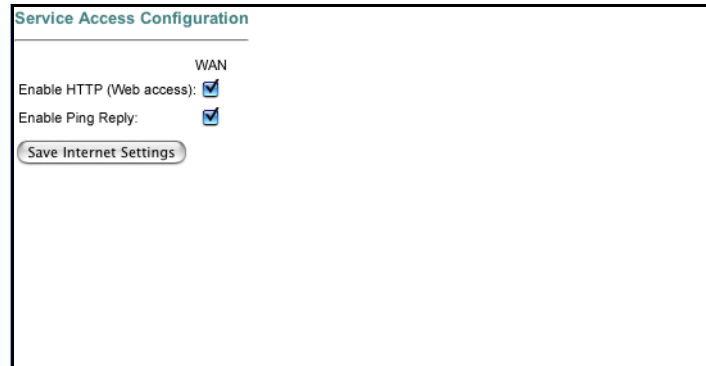 Service Access Configuration
WAN
Enable HTTP (Web access):
Enable Ping Reply:
Save Internet Settings